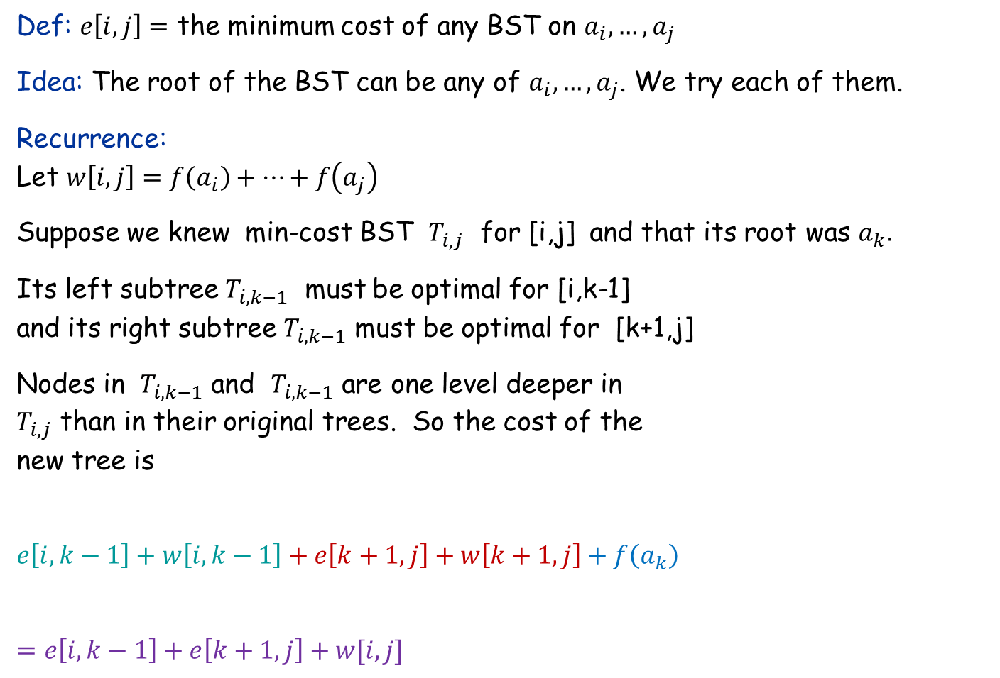 Def: e[i, j] = the minimum cost of any BST on a_i, … , a_j
Idea: The root of the BST can be any of a_i, … , a_j. We try each of them.
Recurrence:
Let w[i, j] = f(a_i) + ⋯ + f(a_j)
Suppose we knew min-cost BST T_{i,j} for [i,j] and that its root was a_k.
Its left subtree T_{i,k−1} must be optimal for [i,k-1]
and its right subtree T_{i,k−1} must be optimal for [k+1,j]
Nodes in T_{i,k−1} and T_{i,k−1} are one level deeper in
T_{i,j} than in their original trees. So the cost of the
new tree is
e[i, k − 1] + w[i, k − 1] + e[k + 1, j] + w[k + 1, j] + f(a_k)
= e[i, k − 1] + e[k + 1, j] + w[i, j]